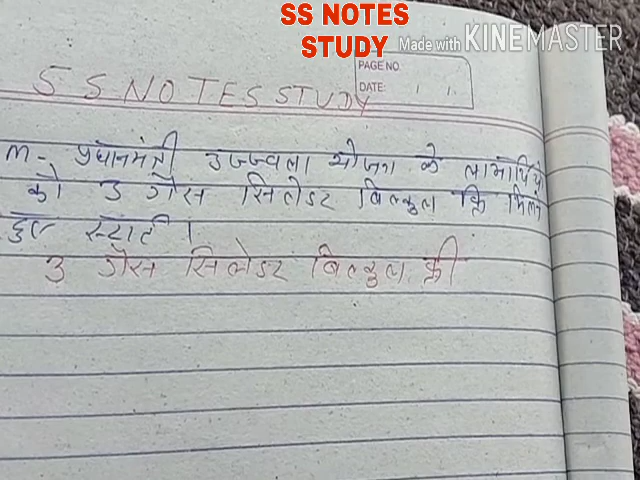 SS NOTES
STUDY
Made with KINEMASTER
PAGE NO.
DATE:
S S NOTES STUDY
m -, प्रधानमंत्री उज्ज्वला योजना के लाभार्थियो
को 3 गैस सिलेंडर बिल्कुल फ्रि मिलने
हुए स्टार्ट ।
3 गैस सिलेंडर बिल्कुल फ्री